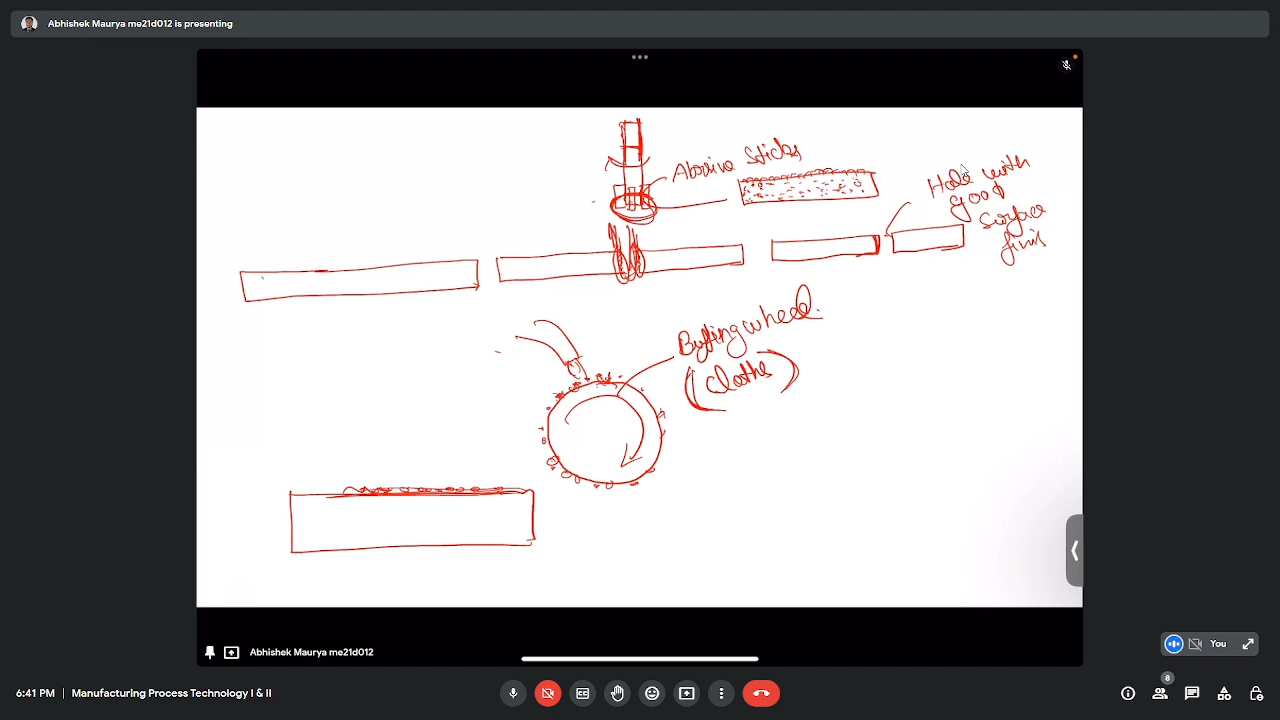 Abhishek Maurya me21d012 is presenting
Abrasive Sticks
Hole with
good
surface
finish
Buffing wheel.
(cloths)
Abhishek Maurya me21d012
You
8
6:41 PM | Manufacturing Process Technology I & II